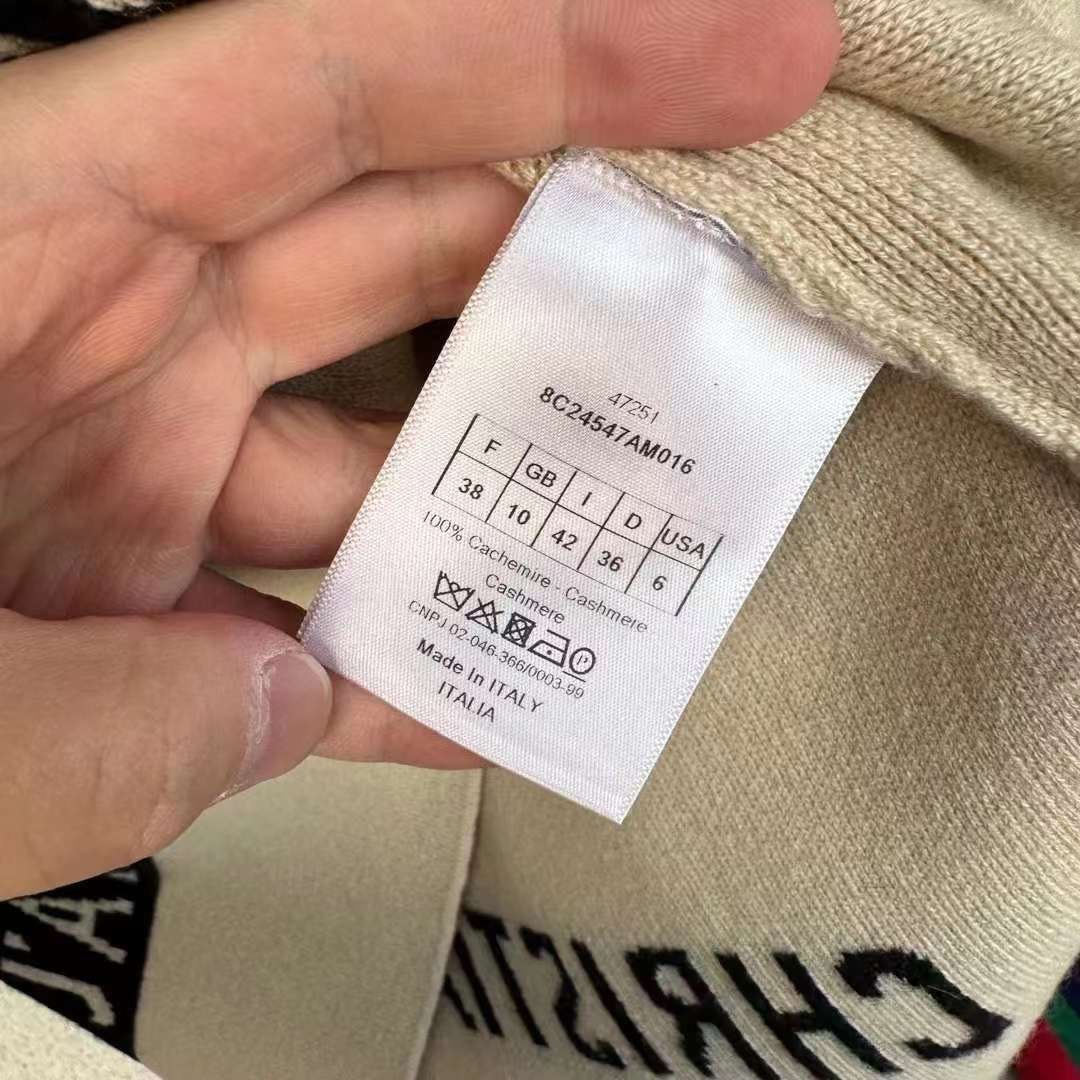 47251
8C24547AM016
F GB I D USA
38 10 42 36 6
100% Cachemire - Cashmere
Cashmere
CNPJ 02-046-366/0003-99
Made In ITALY
ITALIA
CHRISTI